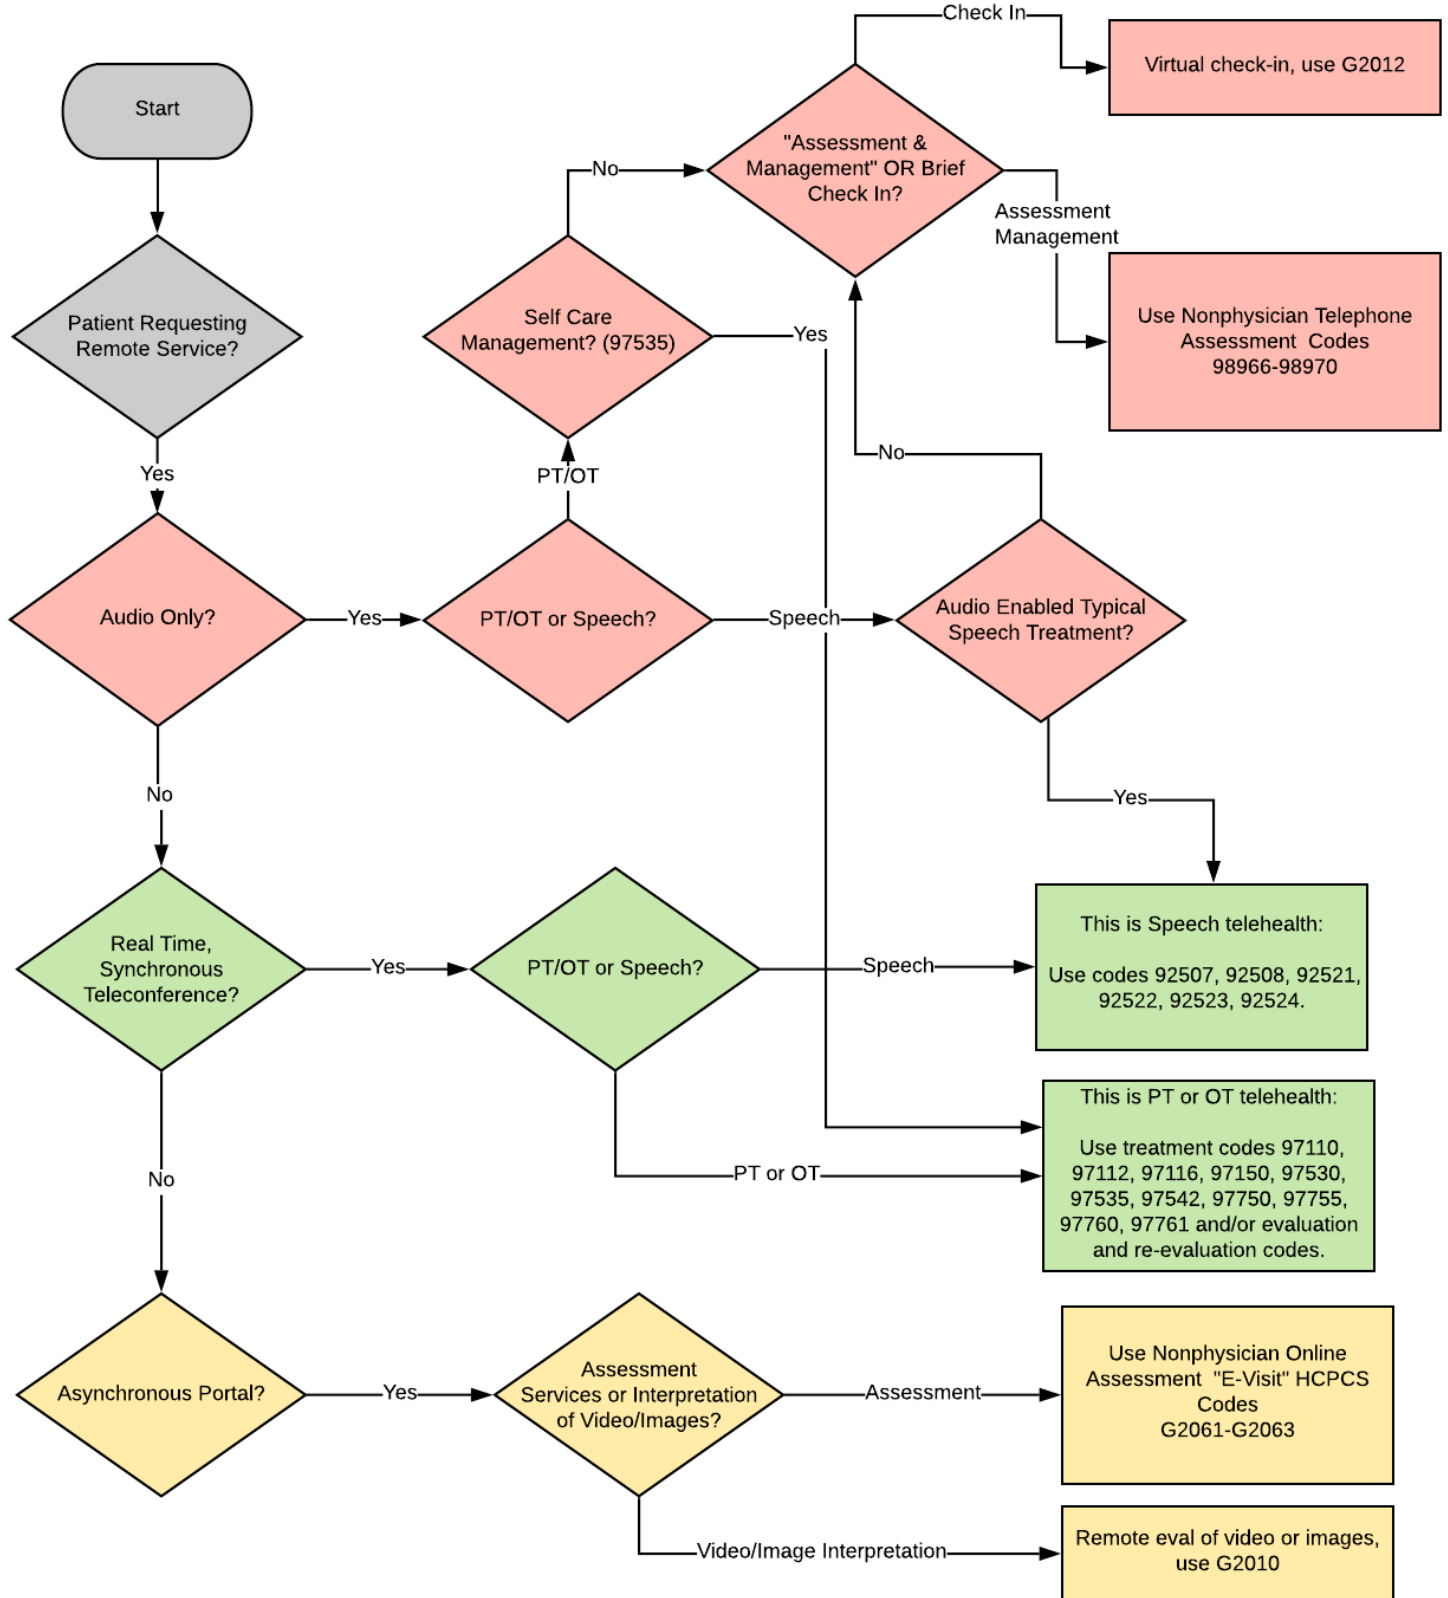 Check In
Virtual check-in, use G2012
Start
"Assessment &
Management" OR Brief
Check In?
No
Assessment
Management
Patient Requesting
Remote Service?
Self Care
Management? (97535)
Yes
Use Nonphysician Telephone
Assessment Codes
98966-98970
No
Yes
PT/OT
Audio Only?
Yes
PT/OT or Speech?
Speech
Audio Enabled Typical
Speech Treatment?
No
Yes
Real Time,
Synchronous
Teleconference?
Yes
PT/OT or Speech?
Speech
This is Speech telehealth:
Use codes 92507, 92508, 92521,
92522, 92523, 92524.
This is PT or OT telehealth:
Use treatment codes 97110,
97112, 97116, 97150, 97530,
97535, 97542, 97750, 97755,
97760, 97761 and/or evaluation
and re-evaluation codes.
PT or OT
No
Asynchronous Portal?
Yes
Assessment
Services or Interpretation
of Video/Images?
Assessment
Use Nonphysician Online
Assessment "E-Visit" HCPCS
Codes
G2061-G2063
Video/Image Interpretation
Remote eval of video or images,
use G2010